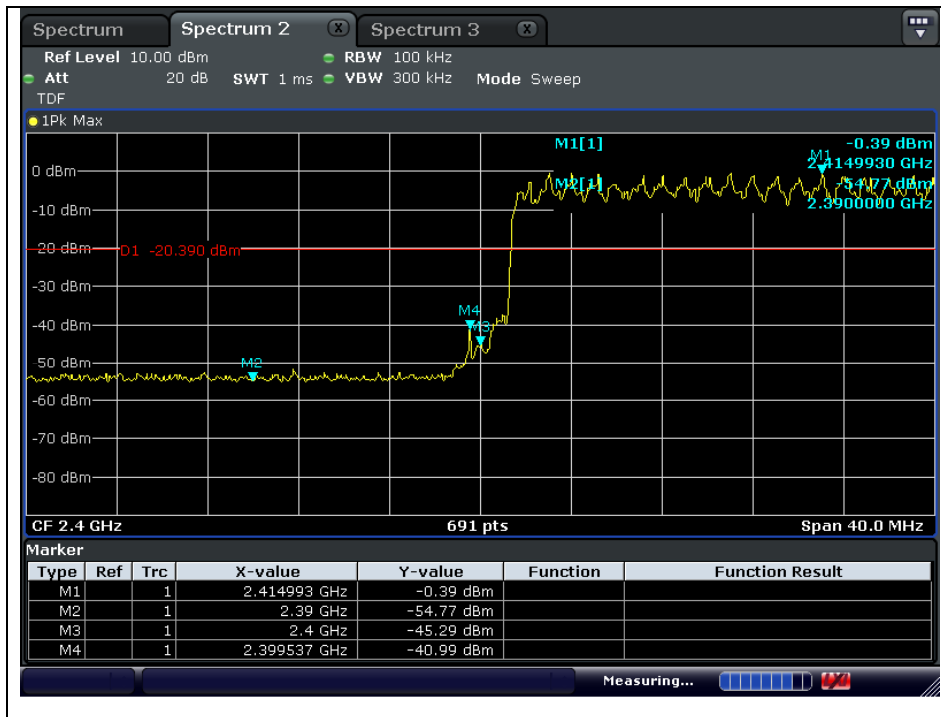 Spectrum Spectrum 2 X Spectrum 3 X
Ref Level 10.00 dBm RBW 100 kHz
Att 20 dB SWT 1 ms VBW 300 kHz Mode Sweep
TDF
1Pk Max
M1[1] -0.39 dBm
M1
2.4149930 GHz
0 dBm
M2[1] -54.77 dBm
2.3900000 GHz
-10 dBm
-20 dBm D1 -20.390 dBm
-30 dBm
M4
-40 dBm
M3
-50 dBm
M2
-60 dBm
-70 dBm
-80 dBm
CF 2.4 GHz 691 pts Span 40.0 MHz
Marker
Type Ref Trc X-value Y-value Function Function Result
M1 1 2.414993 GHz -0.39 dBm
M2 1 2.39 GHz -54.77 dBm
M3 1 2.4 GHz -45.29 dBm
M4 1 2.399537 GHz -40.99 dBm
Measuring...